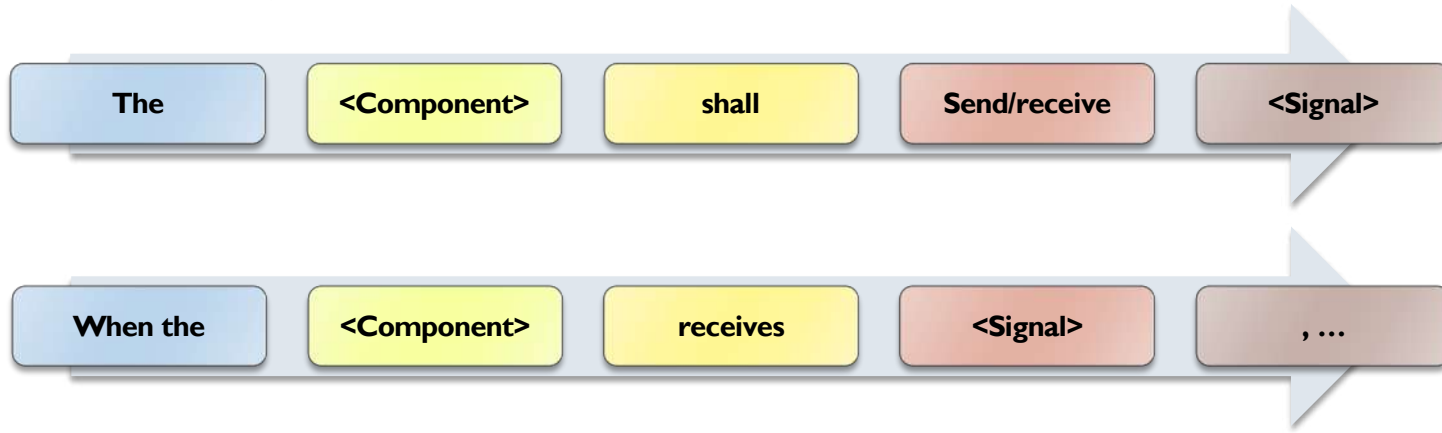 The <Component> shall Send/receive <Signal>
When the <Component> receives <Signal> , ...